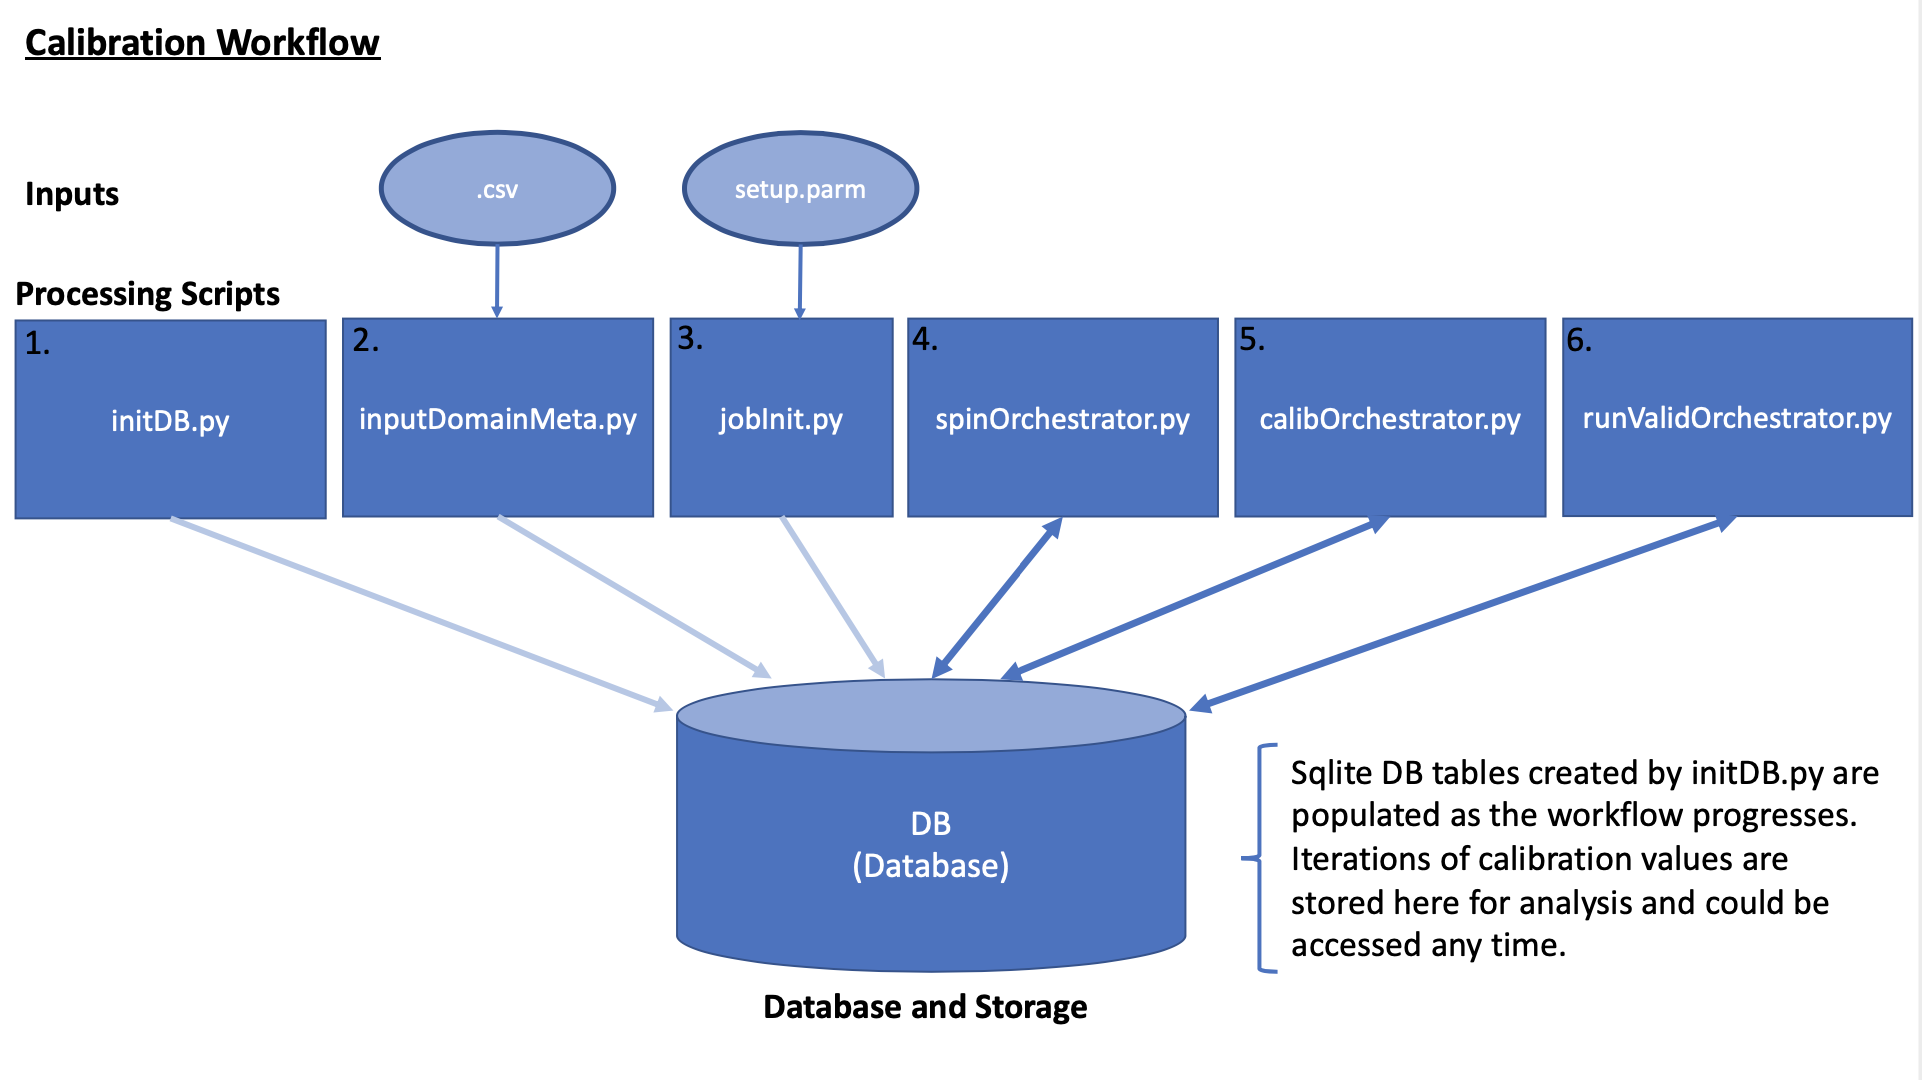 Calibration Workflow
Inputs
.csv
setup.parm
Processing Scripts
1.
initDB.py
2.
inputDomainMeta.py
3.
jobInit.py
4.
spinOrchestrator.py
5.
calibOrchestrator.py
6.
runValidOrchestrator.py
DB
(Database)
Sqlite DB tables created by initDB.py are
populated as the workflow progresses.
Iterations of calibration values are
stored here for analysis and could be
accessed any time.
Database and Storage